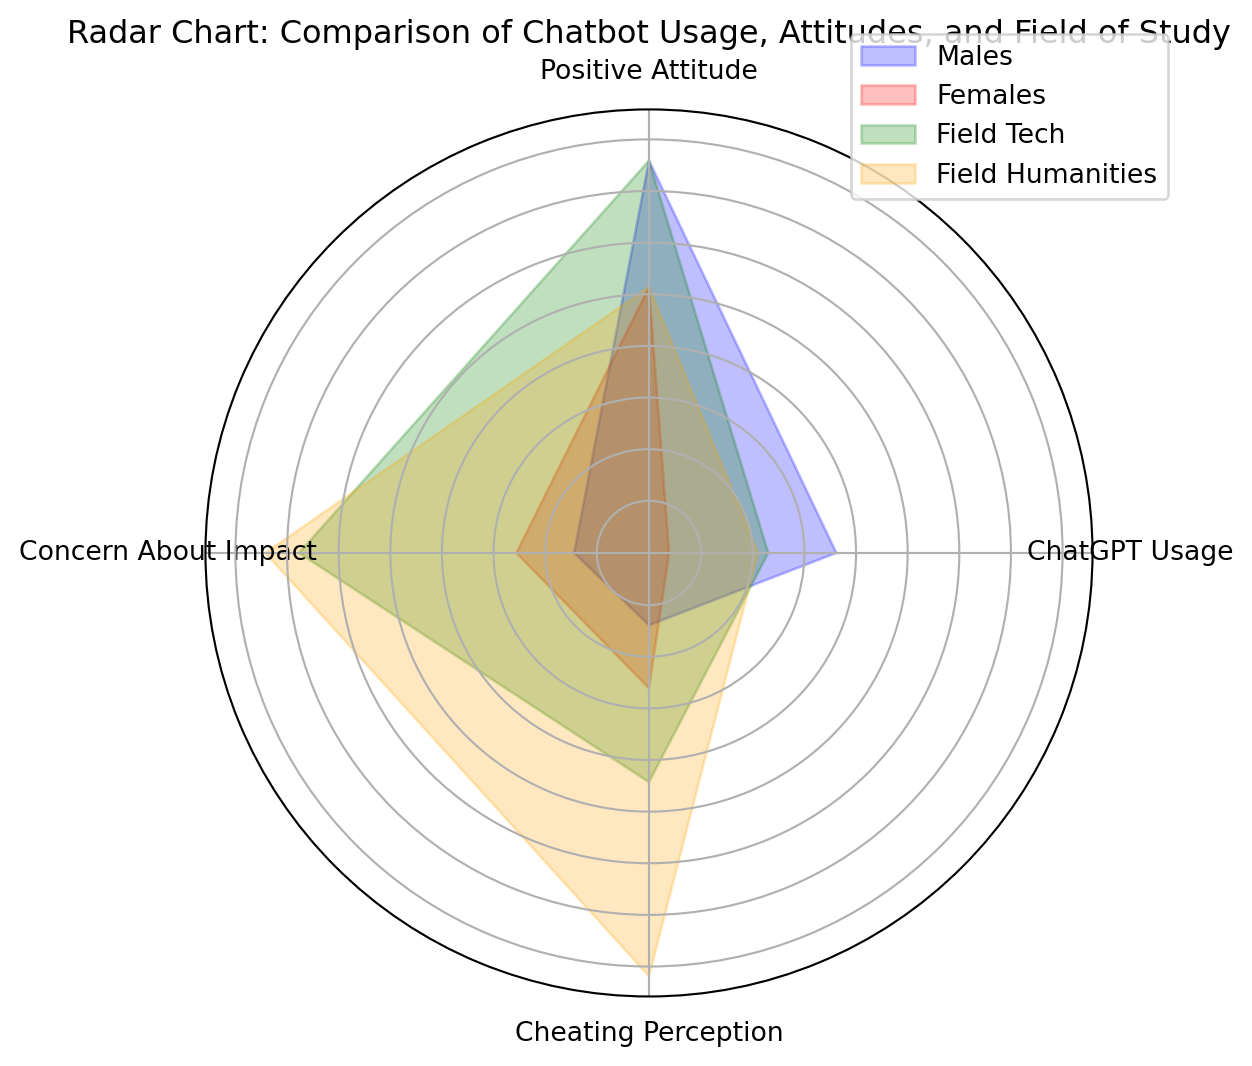 Radar Chart: Comparison of Chatbot Usage, Attitudes, and Field of Study
Positive Attitude
Males
Females
Field Tech
Field Humanities
Concern About Impact
ChatGPT Usage
Cheating Perception